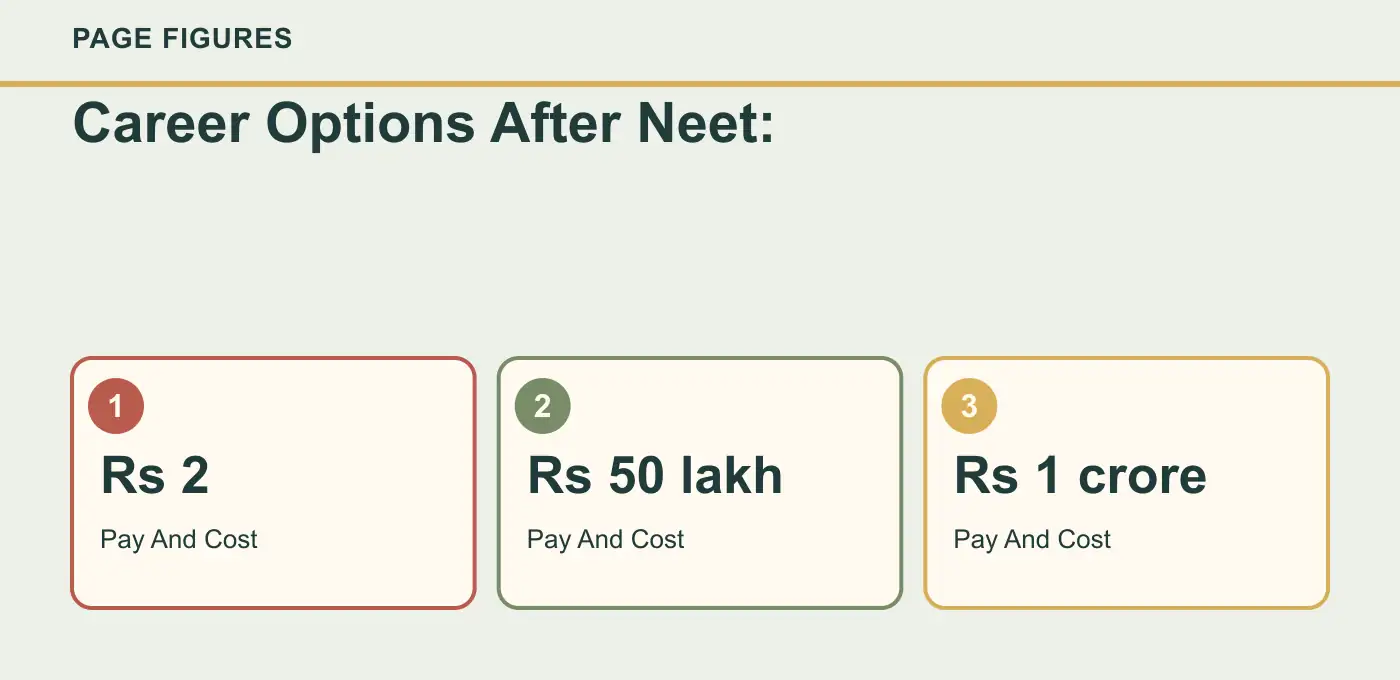 PAGE FIGURES
Career Options After Neet:
1
Rs 2
Pay And Cost
2
Rs 50 lakh
Pay And Cost
3
Rs 1 crore
Pay And Cost